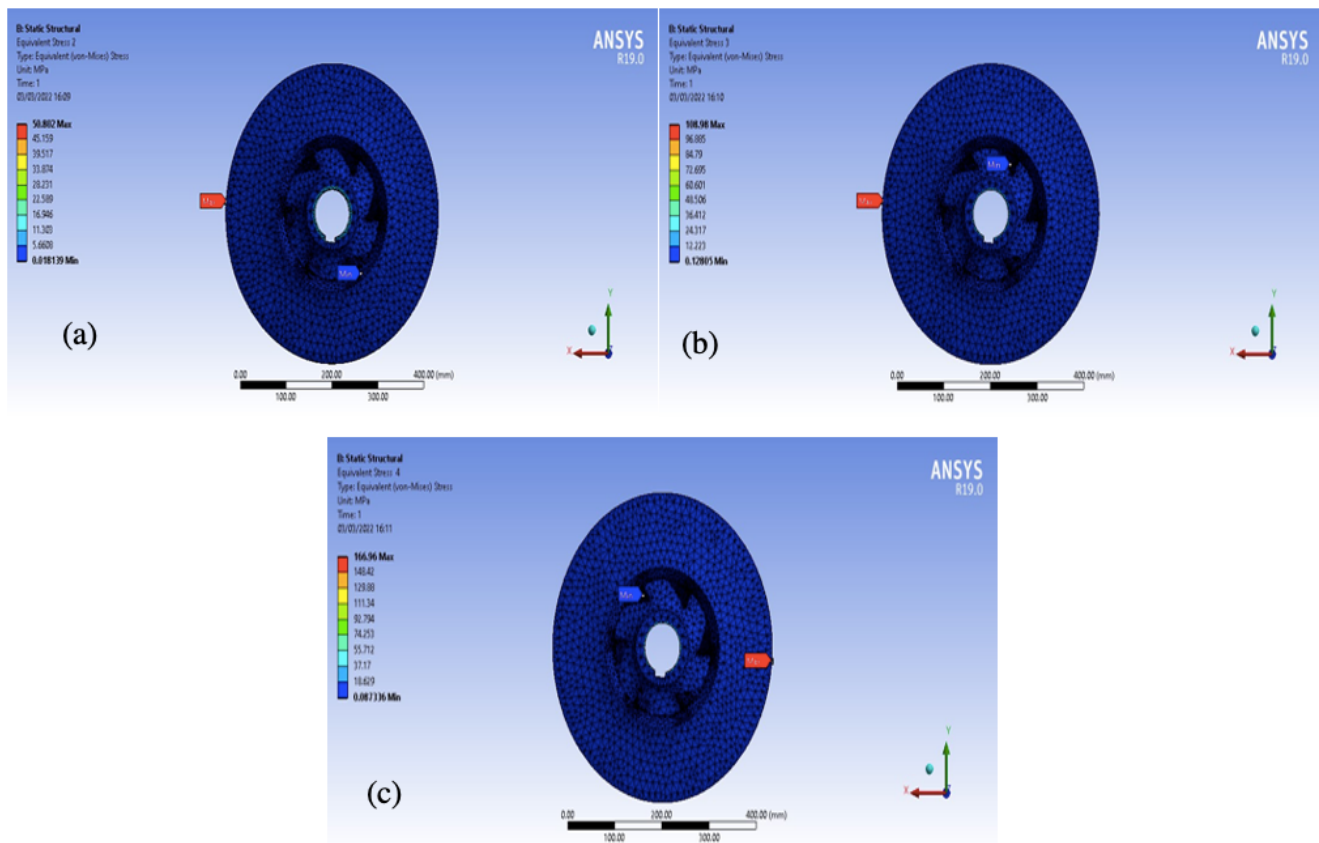 B: Static Structural
Equivalent Stress 2
Type: Equivalent (von-Mises) Stress
Unit: MPa
Time: 1
03/03/2022 16:09
50.802 Max
45.159
39.517
33.874
28.231
22.589
16.946
11.303
5.6608
0.018139 Min
Max
Min
ANSYS
R19.0
Y
X
0.00 200.00 400.00 (mm)
100.00 300.00
(a)
B: Static Structural
Equivalent Stress 3
Type: Equivalent (von-Mises) Stress
Unit: MPa
Time: 1
03/03/2022 16:10
108.98 Max
96.885
84.79
72.695
60.601
48.506
36.412
24.317
12.223
0.12805 Min
Min
Max
ANSYS
R19.0
Y
X
0.00 200.00 400.00 (mm)
100.00 300.00
(b)
B: Static Structural
Equivalent Stress 4
Type: Equivalent (von-Mises) Stress
Unit: MPa
Time: 1
03/03/2022 16:11
166.96 Max
148.42
129.88
111.34
92.794
74.253
55.712
37.17
18.629
0.087336 Min
Min
Max
ANSYS
R19.0
Y
X
0.00 200.00 400.00 (mm)
100.00 300.00
(c)